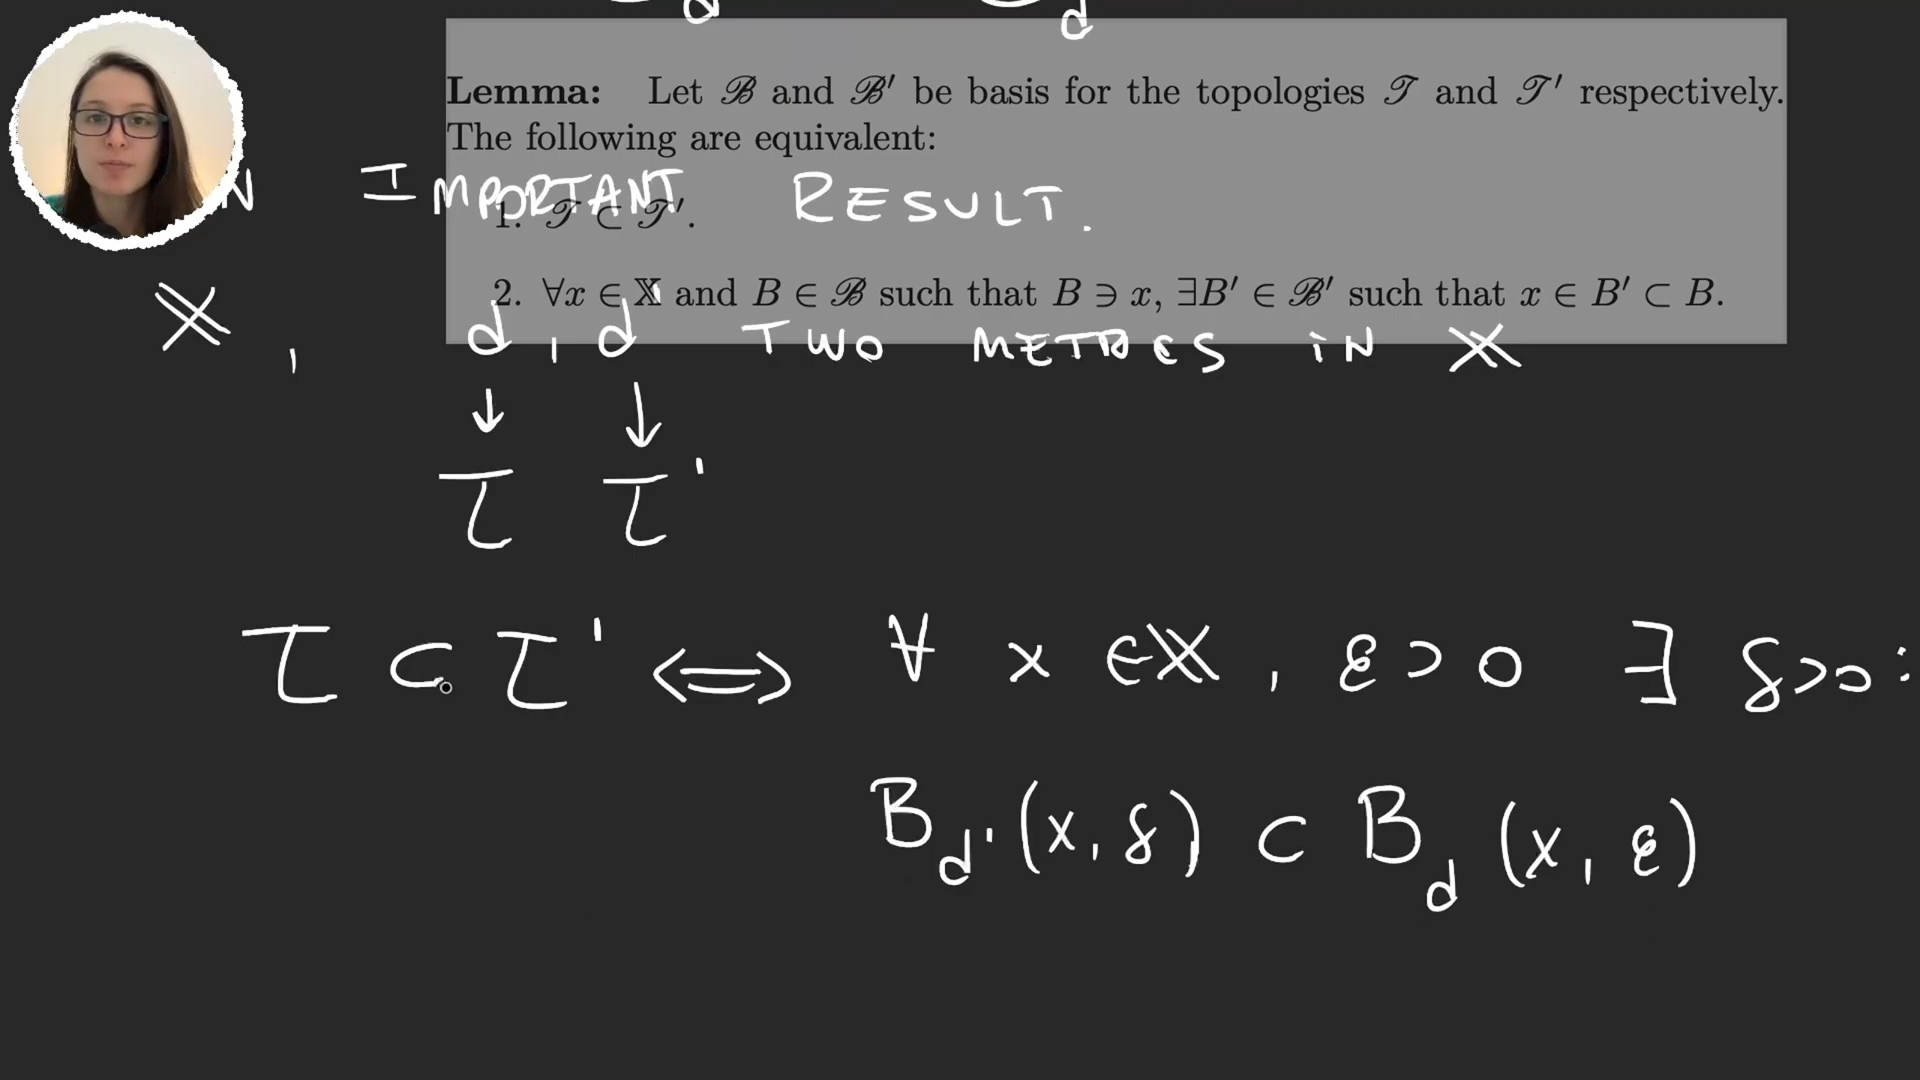 d d
Lemma: Let ℬ and ℬ′ be basis for the topologies 𝒯 and 𝒯′ respectively.
The following are equivalent:
N IMPORTANT RESULT.
1. 𝒯 ⊂ 𝒯′.
2. ∀x ∈ 𝕏 and B ∈ ℬ such that B ∋ x, ∃B′ ∈ ℬ′ such that x ∈ B′ ⊂ B.
𝕏, d, d' TWO METRICS IN 𝕏
↓ ↓
τ τ'
τ ⊂ τ' ⟺ ∀ x ∈ 𝕏, ε > 0 ∃ δ > 0 :
B_d' (x, δ) ⊂ B_d (x, ε)